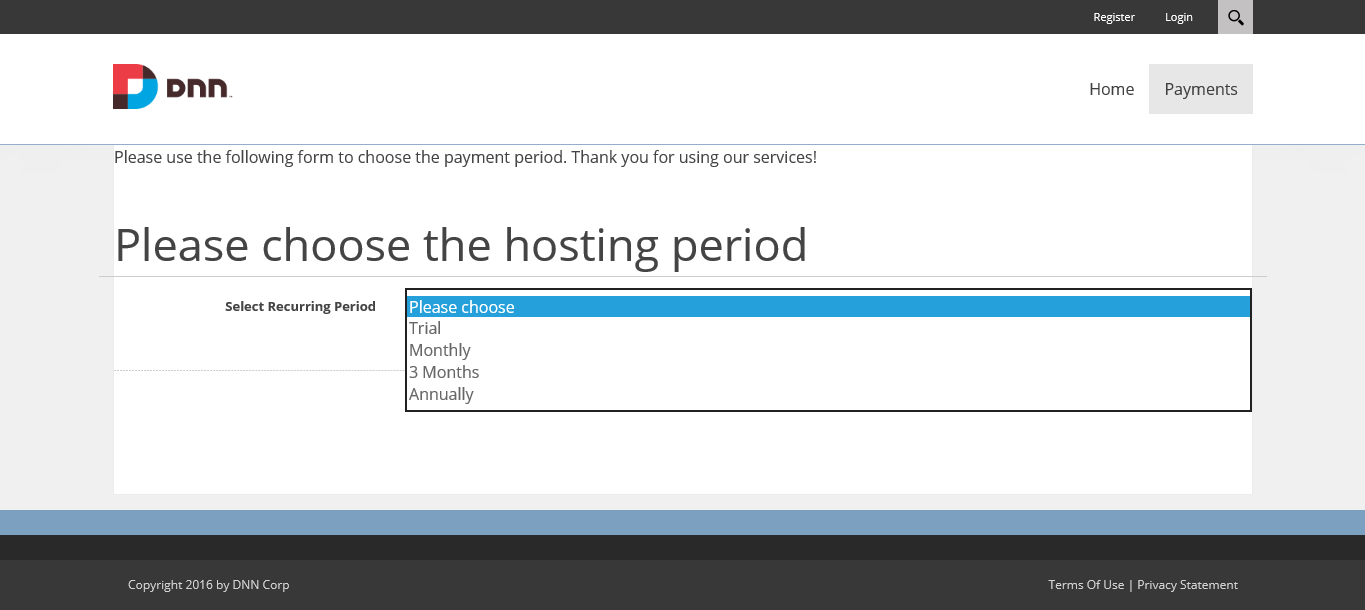 Register Login
DNN
Home Payments
Please use the following form to choose the payment period. Thank you for using our services!
Please choose the hosting period
Select Recurring Period
Please choose
Trial
Monthly
3 Months
Annually
Copyright 2016 by DNN Corp
Terms Of Use | Privacy Statement